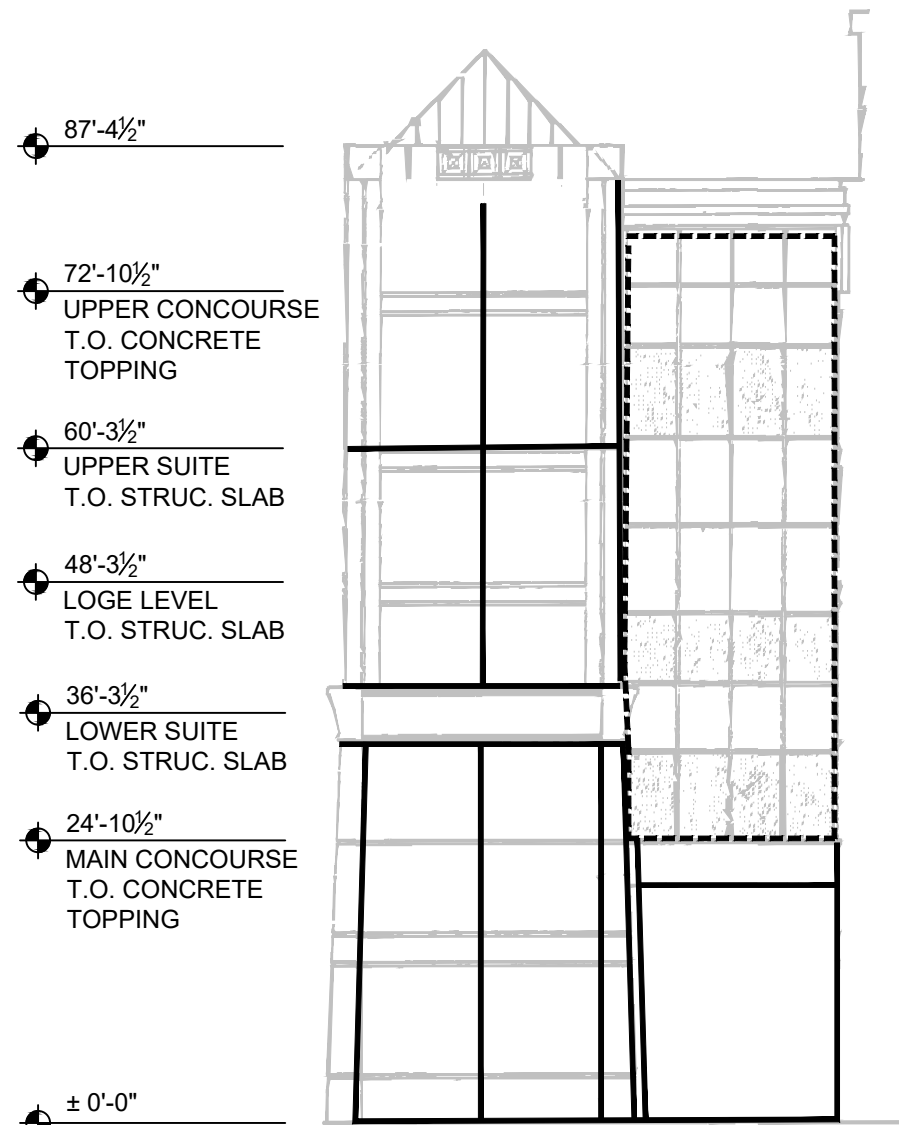 87'-4½"
72'-10½"
UPPER CONCOURSE
T.O. CONCRETE
TOPPING
60'-3½"
UPPER SUITE
T.O. STRUC. SLAB
48'-3½"
LOGE LEVEL
T.O. STRUC. SLAB
36'-3½"
LOWER SUITE
T.O. STRUC. SLAB
24'-10½"
MAIN CONCOURSE
T.O. CONCRETE
TOPPING
± 0'-0"